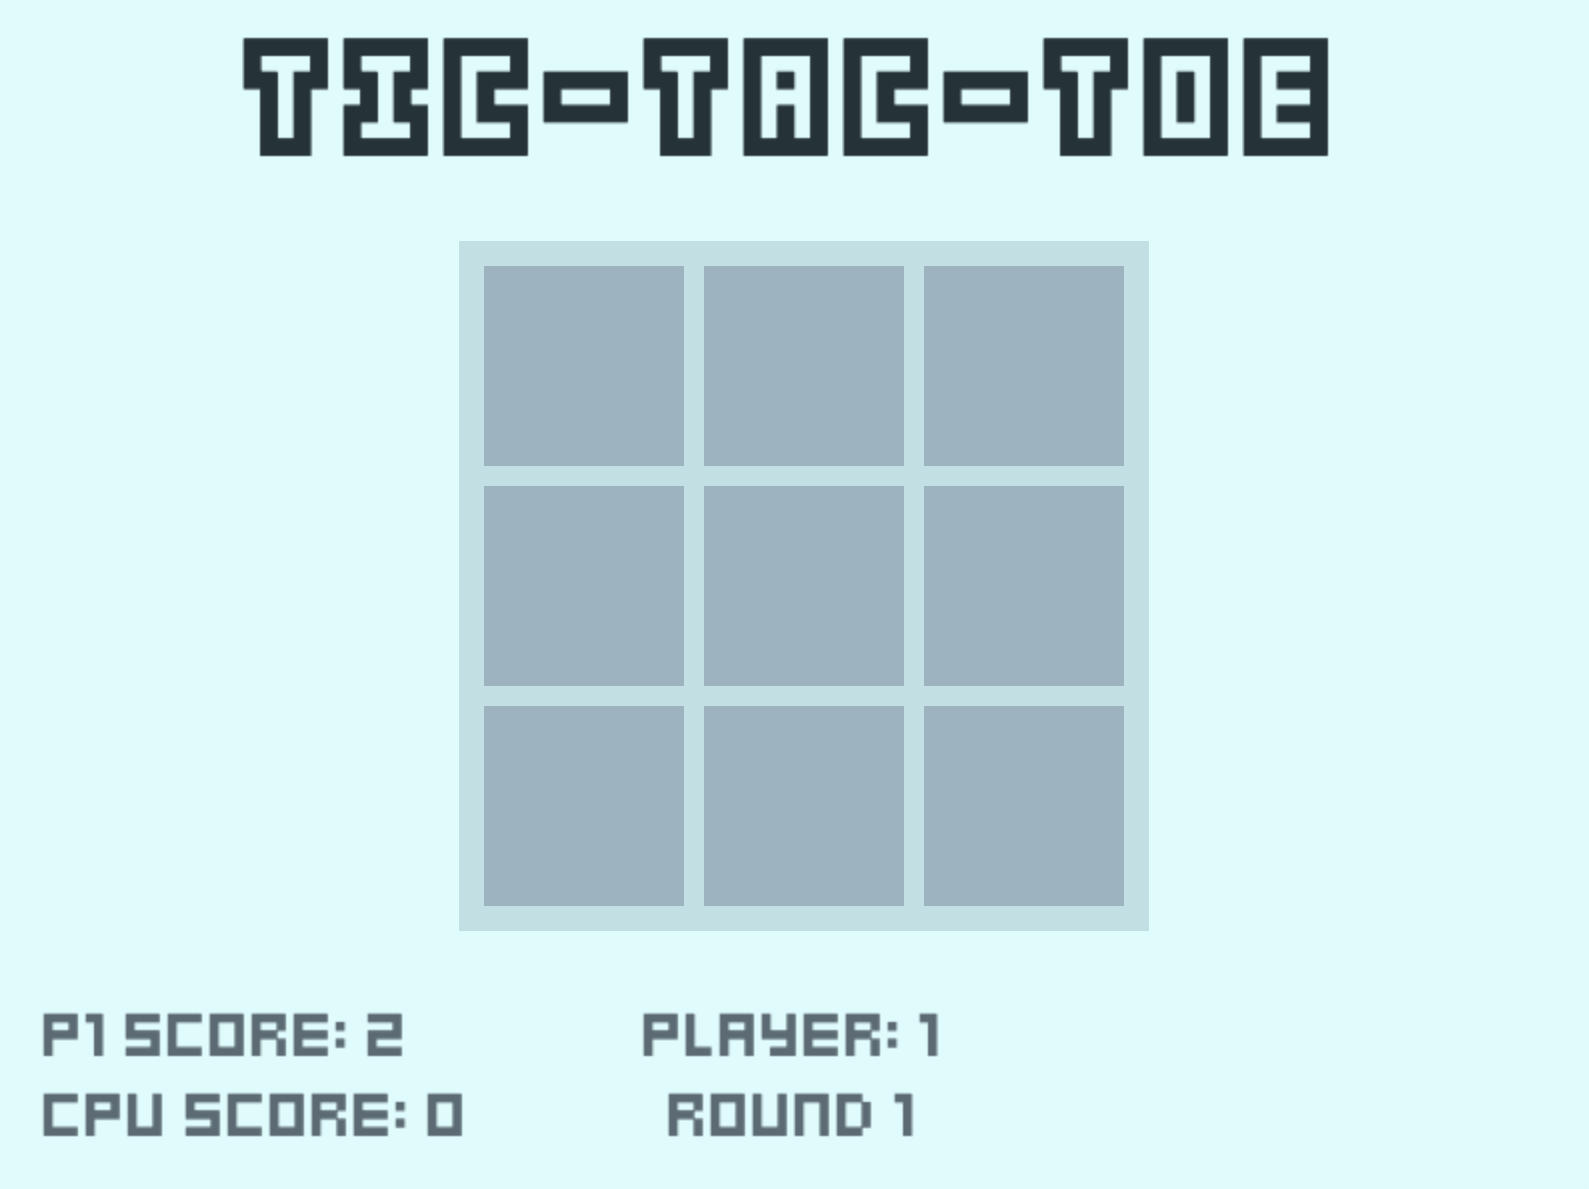 TIC-TAC-TOE
P1 SCORE: 2
PLAYER: 1
CPU SCORE: 0
ROUND 1